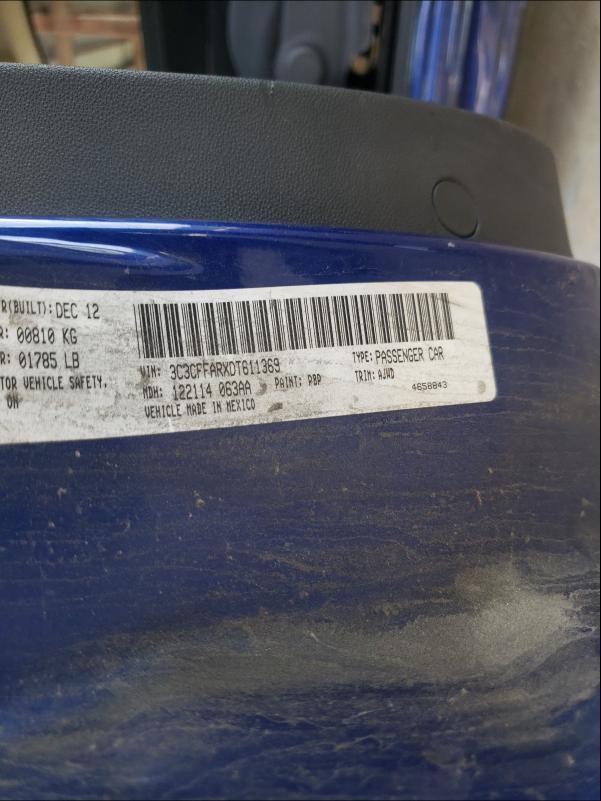 R(BUILT): DEC 12
R: 00810 KG
R: 01785 LB
TOR VEHICLE SAFETY,
ON
VIN: 3C3CFFARXDT611369
TYPE: PASSENGER CAR
MDH: 122114 063AA PAINT: PBP TRIM: AJWD
VEHICLE MADE IN MEXICO
4658843